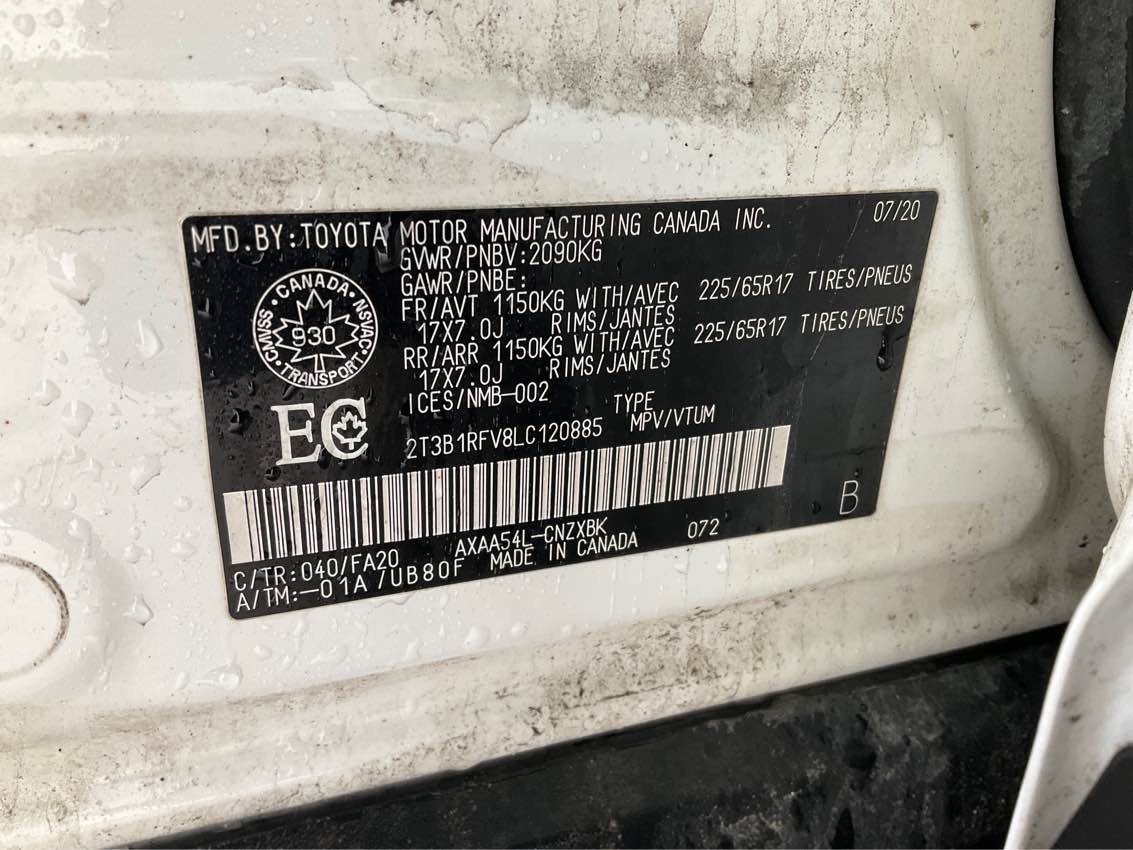 MFD.BY:TOYOTA MOTOR MANUFACTURING CANADA INC. 07/20
GVWR/PNBV:2090KG
GAWR/PNBE:
FR/AVT 1150KG WITH/AVEC 225/65R17 TIRES/PNEUS
17X7.0J RIMS/JANTES
RR/ARR 1150KG WITH/AVEC 225/65R17 TIRES/PNEUS
17X7.0J RIMS/JANTES
ICES/NMB-002 TYPE
2T3B1RFV8LC120885 MPV/VTUM
CANADA
CMVSS 930 NSVAC
TRANSPORT
EC
B
C/TR:040/FA20 AXAA54L-CNZXBK 072
A/TM:-01A/UB80F MADE IN CANADA